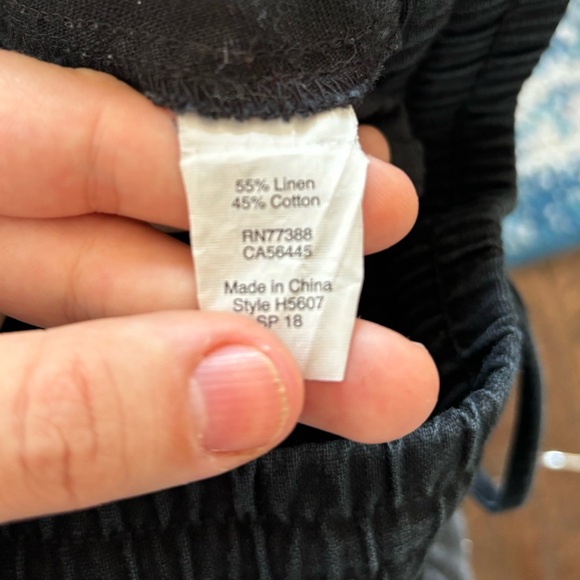 55% Linen
45% Cotton
RN77388
CA56445
Made in China
Style H5607
SP 18